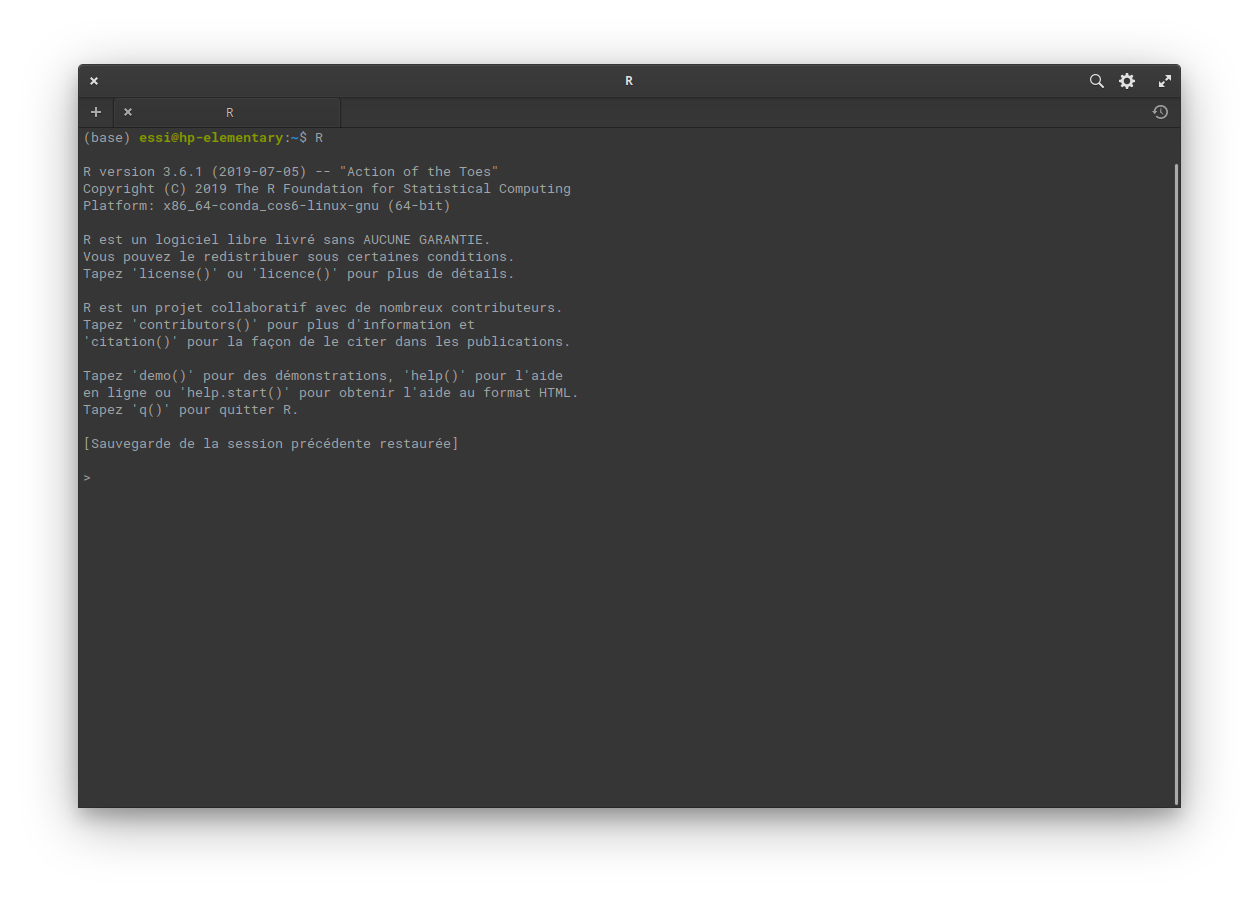 R
R
(base) essi@hp-elementary:~$ R
R version 3.6.1 (2019-07-05) -- "Action of the Toes"
Copyright (C) 2019 The R Foundation for Statistical Computing
Platform: x86_64-conda_cos6-linux-gnu (64-bit)
R est un logiciel libre livré sans AUCUNE GARANTIE.
Vous pouvez le redistribuer sous certaines conditions.
Tapez 'license()' ou 'licence()' pour plus de détails.
R est un projet collaboratif avec de nombreux contributeurs.
Tapez 'contributors()' pour plus d'information et
'citation()' pour la façon de le citer dans les publications.
Tapez 'demo()' pour des démonstrations, 'help()' pour l'aide
en ligne ou 'help.start()' pour obtenir l'aide au format HTML.
Tapez 'q()' pour quitter R.
[Sauvegarde de la session précédente restaurée]
>